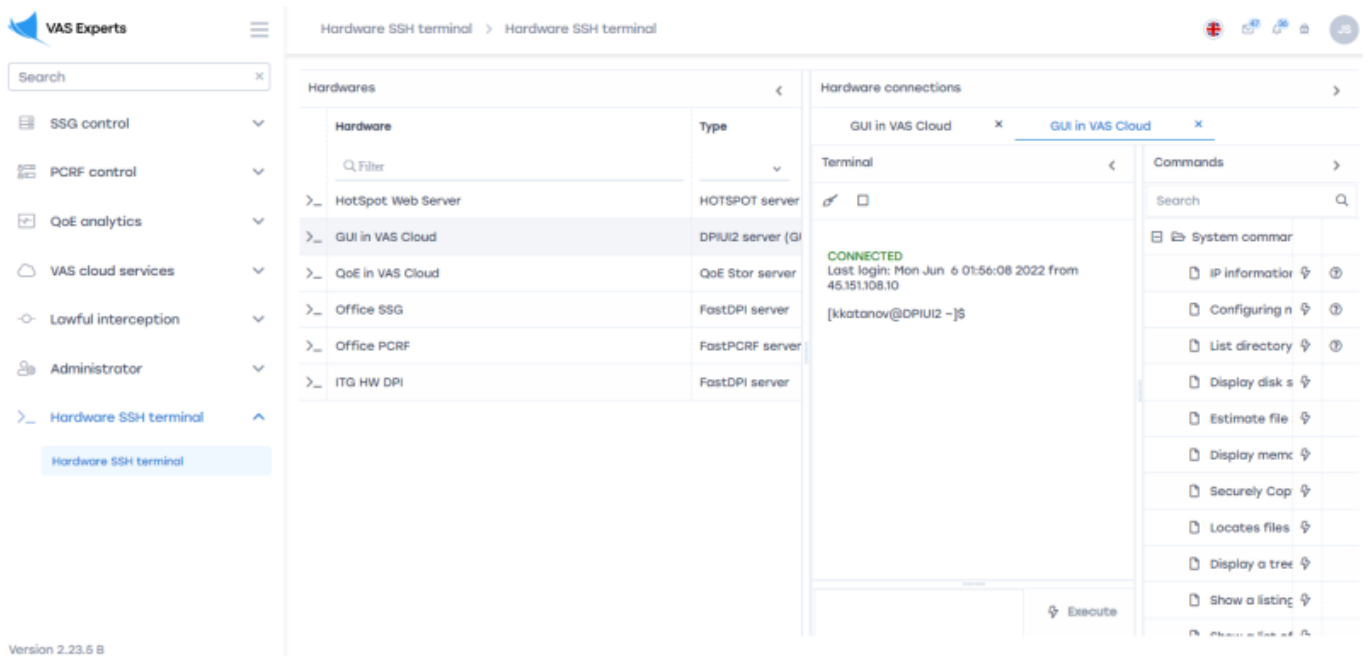 VAS Experts
Hardware SSH terminal > Hardware SSH terminal
JS
Search
SSG control
PCRF control
QoE analytics
VAS cloud services
Lawful interception
Administrator
Hardware SSH terminal
Hardware SSH terminal
Version 2.23.5 B
Hardwares
Hardware
Type
Filter
HotSpot Web Server
HOTSPOT server
GUI in VAS Cloud
DPIUI2 server (GU
QoE in VAS Cloud
QoE Stor server
Office SSG
FastDPI server
Office PCRF
FastPCRF server
ITG HW DPI
FastDPI server
Hardware connections
GUI in VAS Cloud
GUI in VAS Cloud
Terminal
CONNECTED
Last login: Mon Jun 6 01:56:08 2022 from
45.151.108.10
[kkatanov@DPIUI2 ~]$
Execute
Commands
Search
System commar
IP information
Configuring n
List directory
Display disk s
Estimate file
Display memo
Securely Cop
Locates files
Display a tree
Show a listing